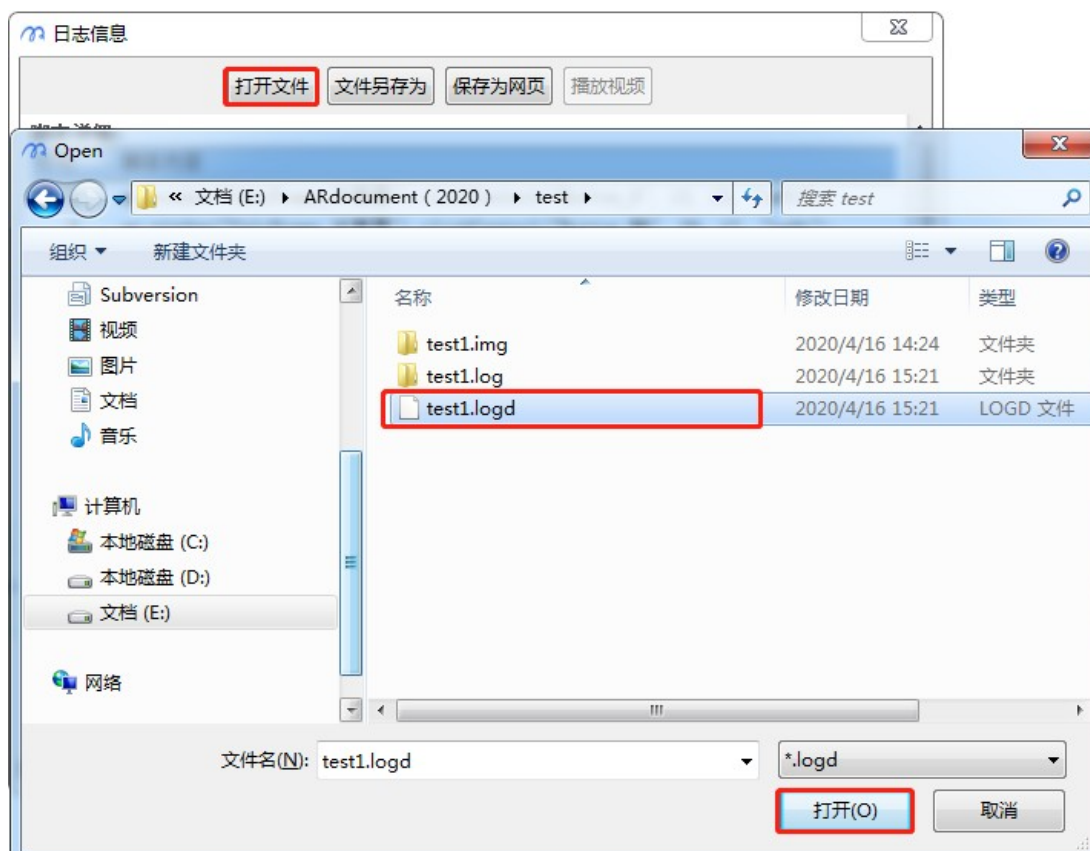 日志信息
打开文件 文件另存为 保存为网页 播放视频
Open
« 文档 (E:) ARdocument ( 2020 ) test 搜索 test
组织 新建文件夹
名称 修改日期 类型
Subversion
视频
图片
文档
音乐
计算机
本地磁盘 (C:)
本地磁盘 (D:)
文档 (E:)
网络
test1.img 2020/4/16 14:24 文件夹
test1.log 2020/4/16 15:21 文件夹
test1.logd 2020/4/16 15:21 LOGD 文件
文件名(N): test1.logd *.logd
打开(O) 取消